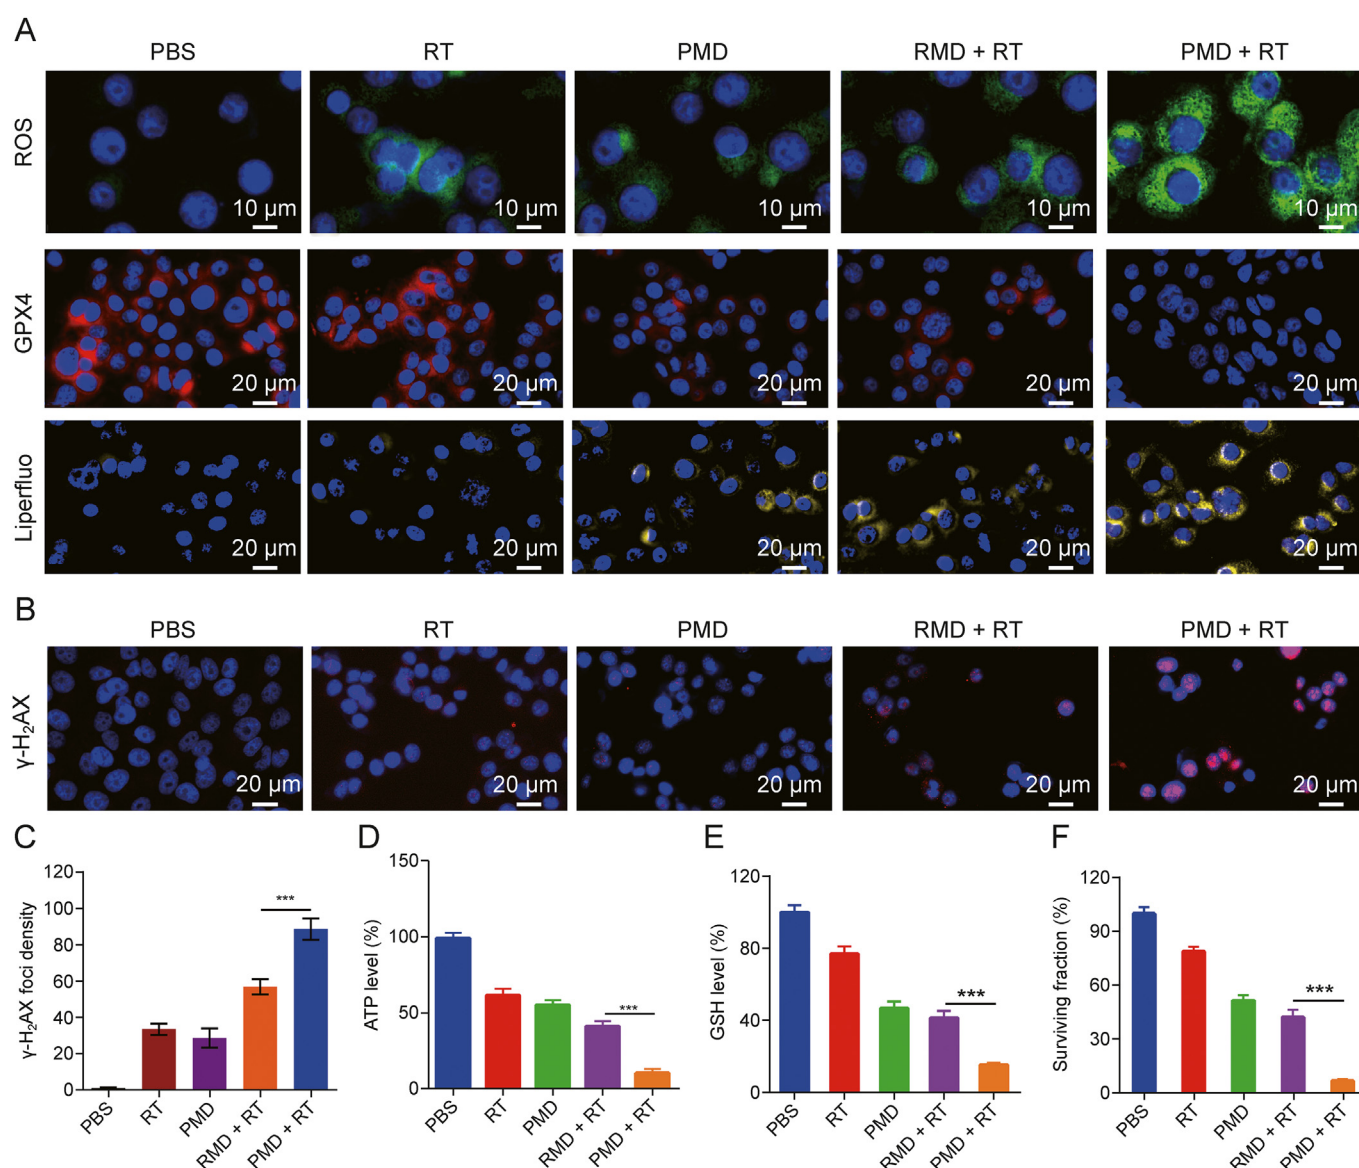 A
PBS RT PMD RMD + RT PMD + RT
ROS
10 μm 10 μm 10 μm 10 μm 10 μm
GPX4
20 μm 20 μm 20 μm 20 μm 20 μm
Liperfluo
20 μm 20 μm 20 μm 20 μm 20 μm
B
PBS RT PMD RMD + RT PMD + RT
γ-H₂AX
20 μm 20 μm 20 μm 20 μm 20 μm
C
γ-H₂AX foci density
120
100
80
60
40
20
0
***
PBS
RT
PMD
RMD + RT
PMD + RT
D
ATP level (%)
150
100
50
0
***
PBS
RT
PMD
RMD + RT
PMD + RT
E
GSH level (%)
120
80
40
0
***
PBS
RT
PMD
RMD + RT
PMD + RT
F
Surviving fraction (%)
120
90
60
30
0
***
PBS
RT
PMD
RMD + RT
PMD + RT